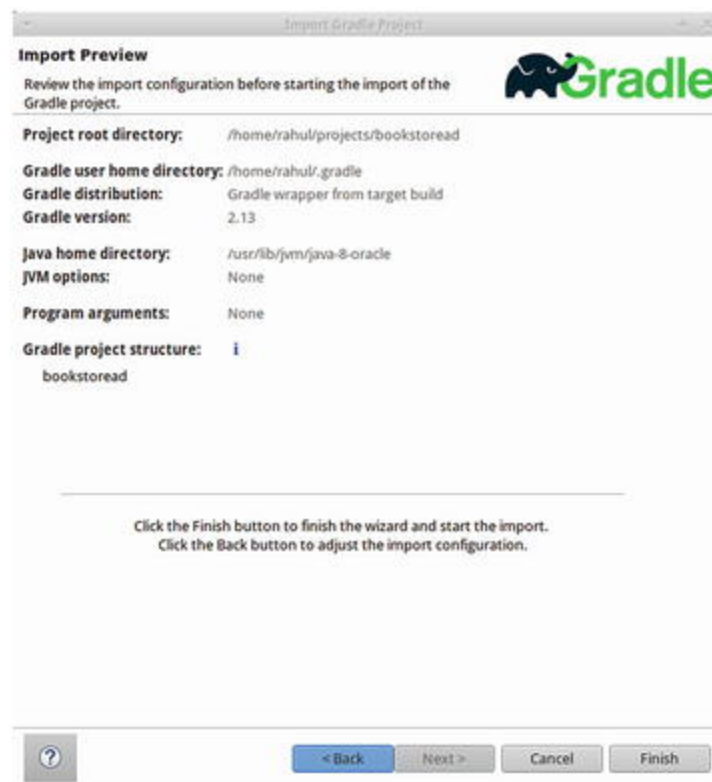 Import Gradle Project
Import Preview
Review the import configuration before starting the import of the
Gradle project.
Gradle
Project root directory: /home/rahul/projects/bookstoread
Gradle user home directory: /home/rahul/.gradle
Gradle distribution: Gradle wrapper from target build
Gradle version: 2.13
Java home directory: /usr/lib/jvm/java-8-oracle
JVM options: None
Program arguments: None
Gradle project structure: i
bookstoread
Click the Finish button to finish the wizard and start the import.
Click the Back button to adjust the import configuration.
? < Back Next > Cancel Finish